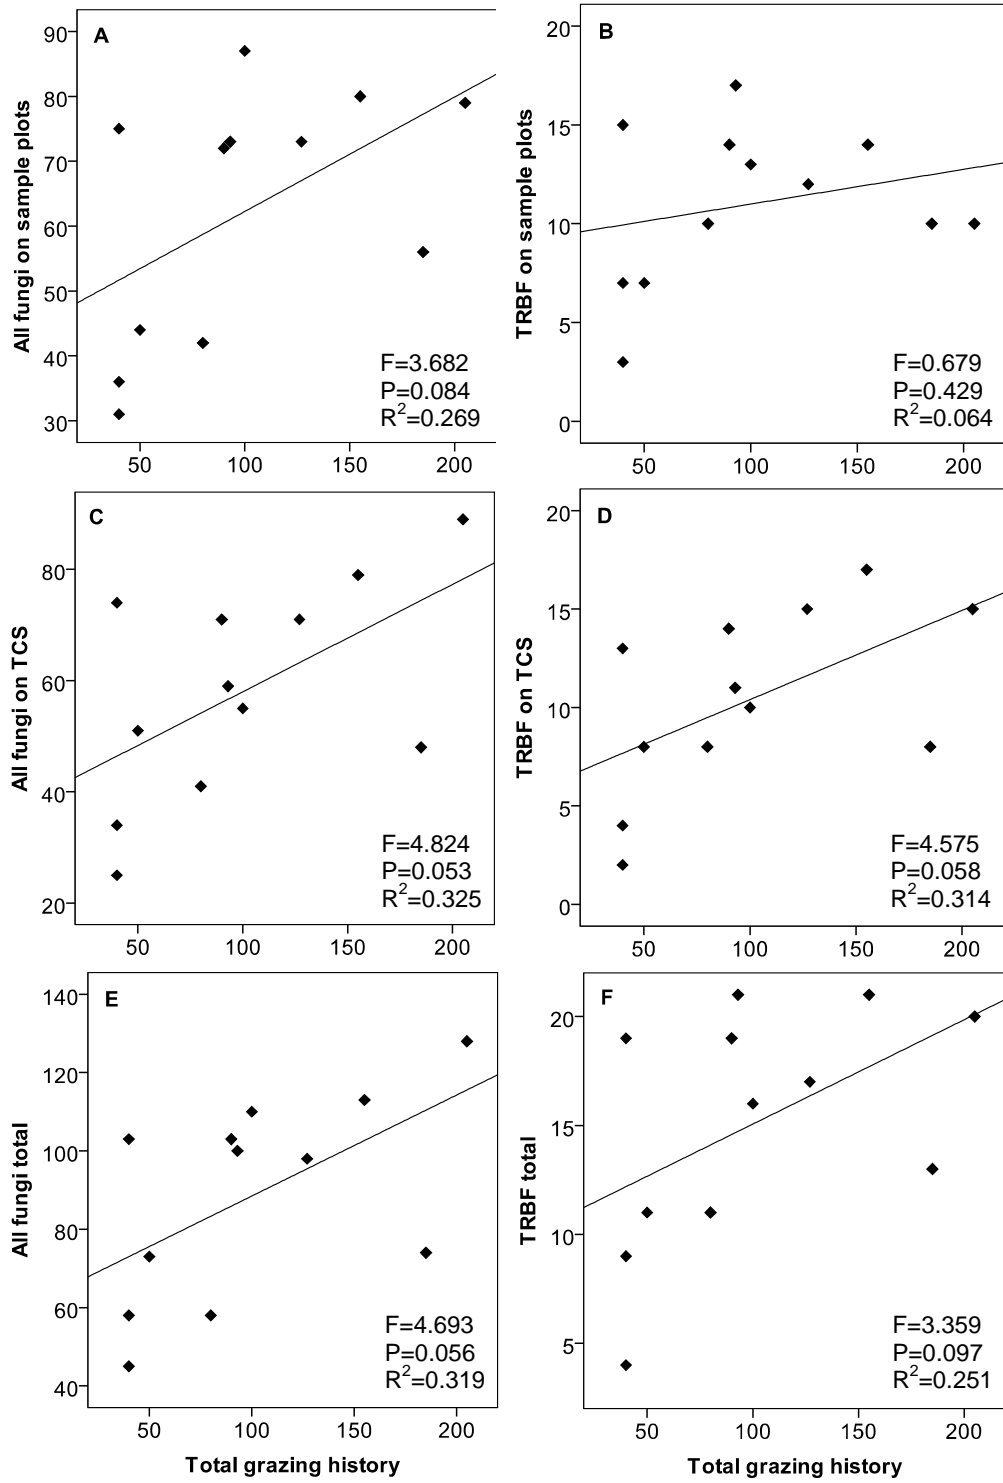 A
All fungi on sample plots
90
80
70
60
50
40
30
F=3.682
P=0.084
R²=0.269
50 100 150 200
B
TRBF on sample plots
20
15
10
5
0
F=0.679
P=0.429
R²=0.064
50 100 150 200
C
All fungi on TCS
80
60
40
20
F=4.824
P=0.053
R²=0.325
50 100 150 200
D
TRBF on TCS
20
15
10
5
0
F=4.575
P=0.058
R²=0.314
50 100 150 200
E
All fungi total
140
120
100
80
60
40
F=4.693
P=0.056
R²=0.319
50 100 150 200
Total grazing history
F
TRBF total
20
15
10
5
F=3.359
P=0.097
R²=0.251
50 100 150 200
Total grazing history